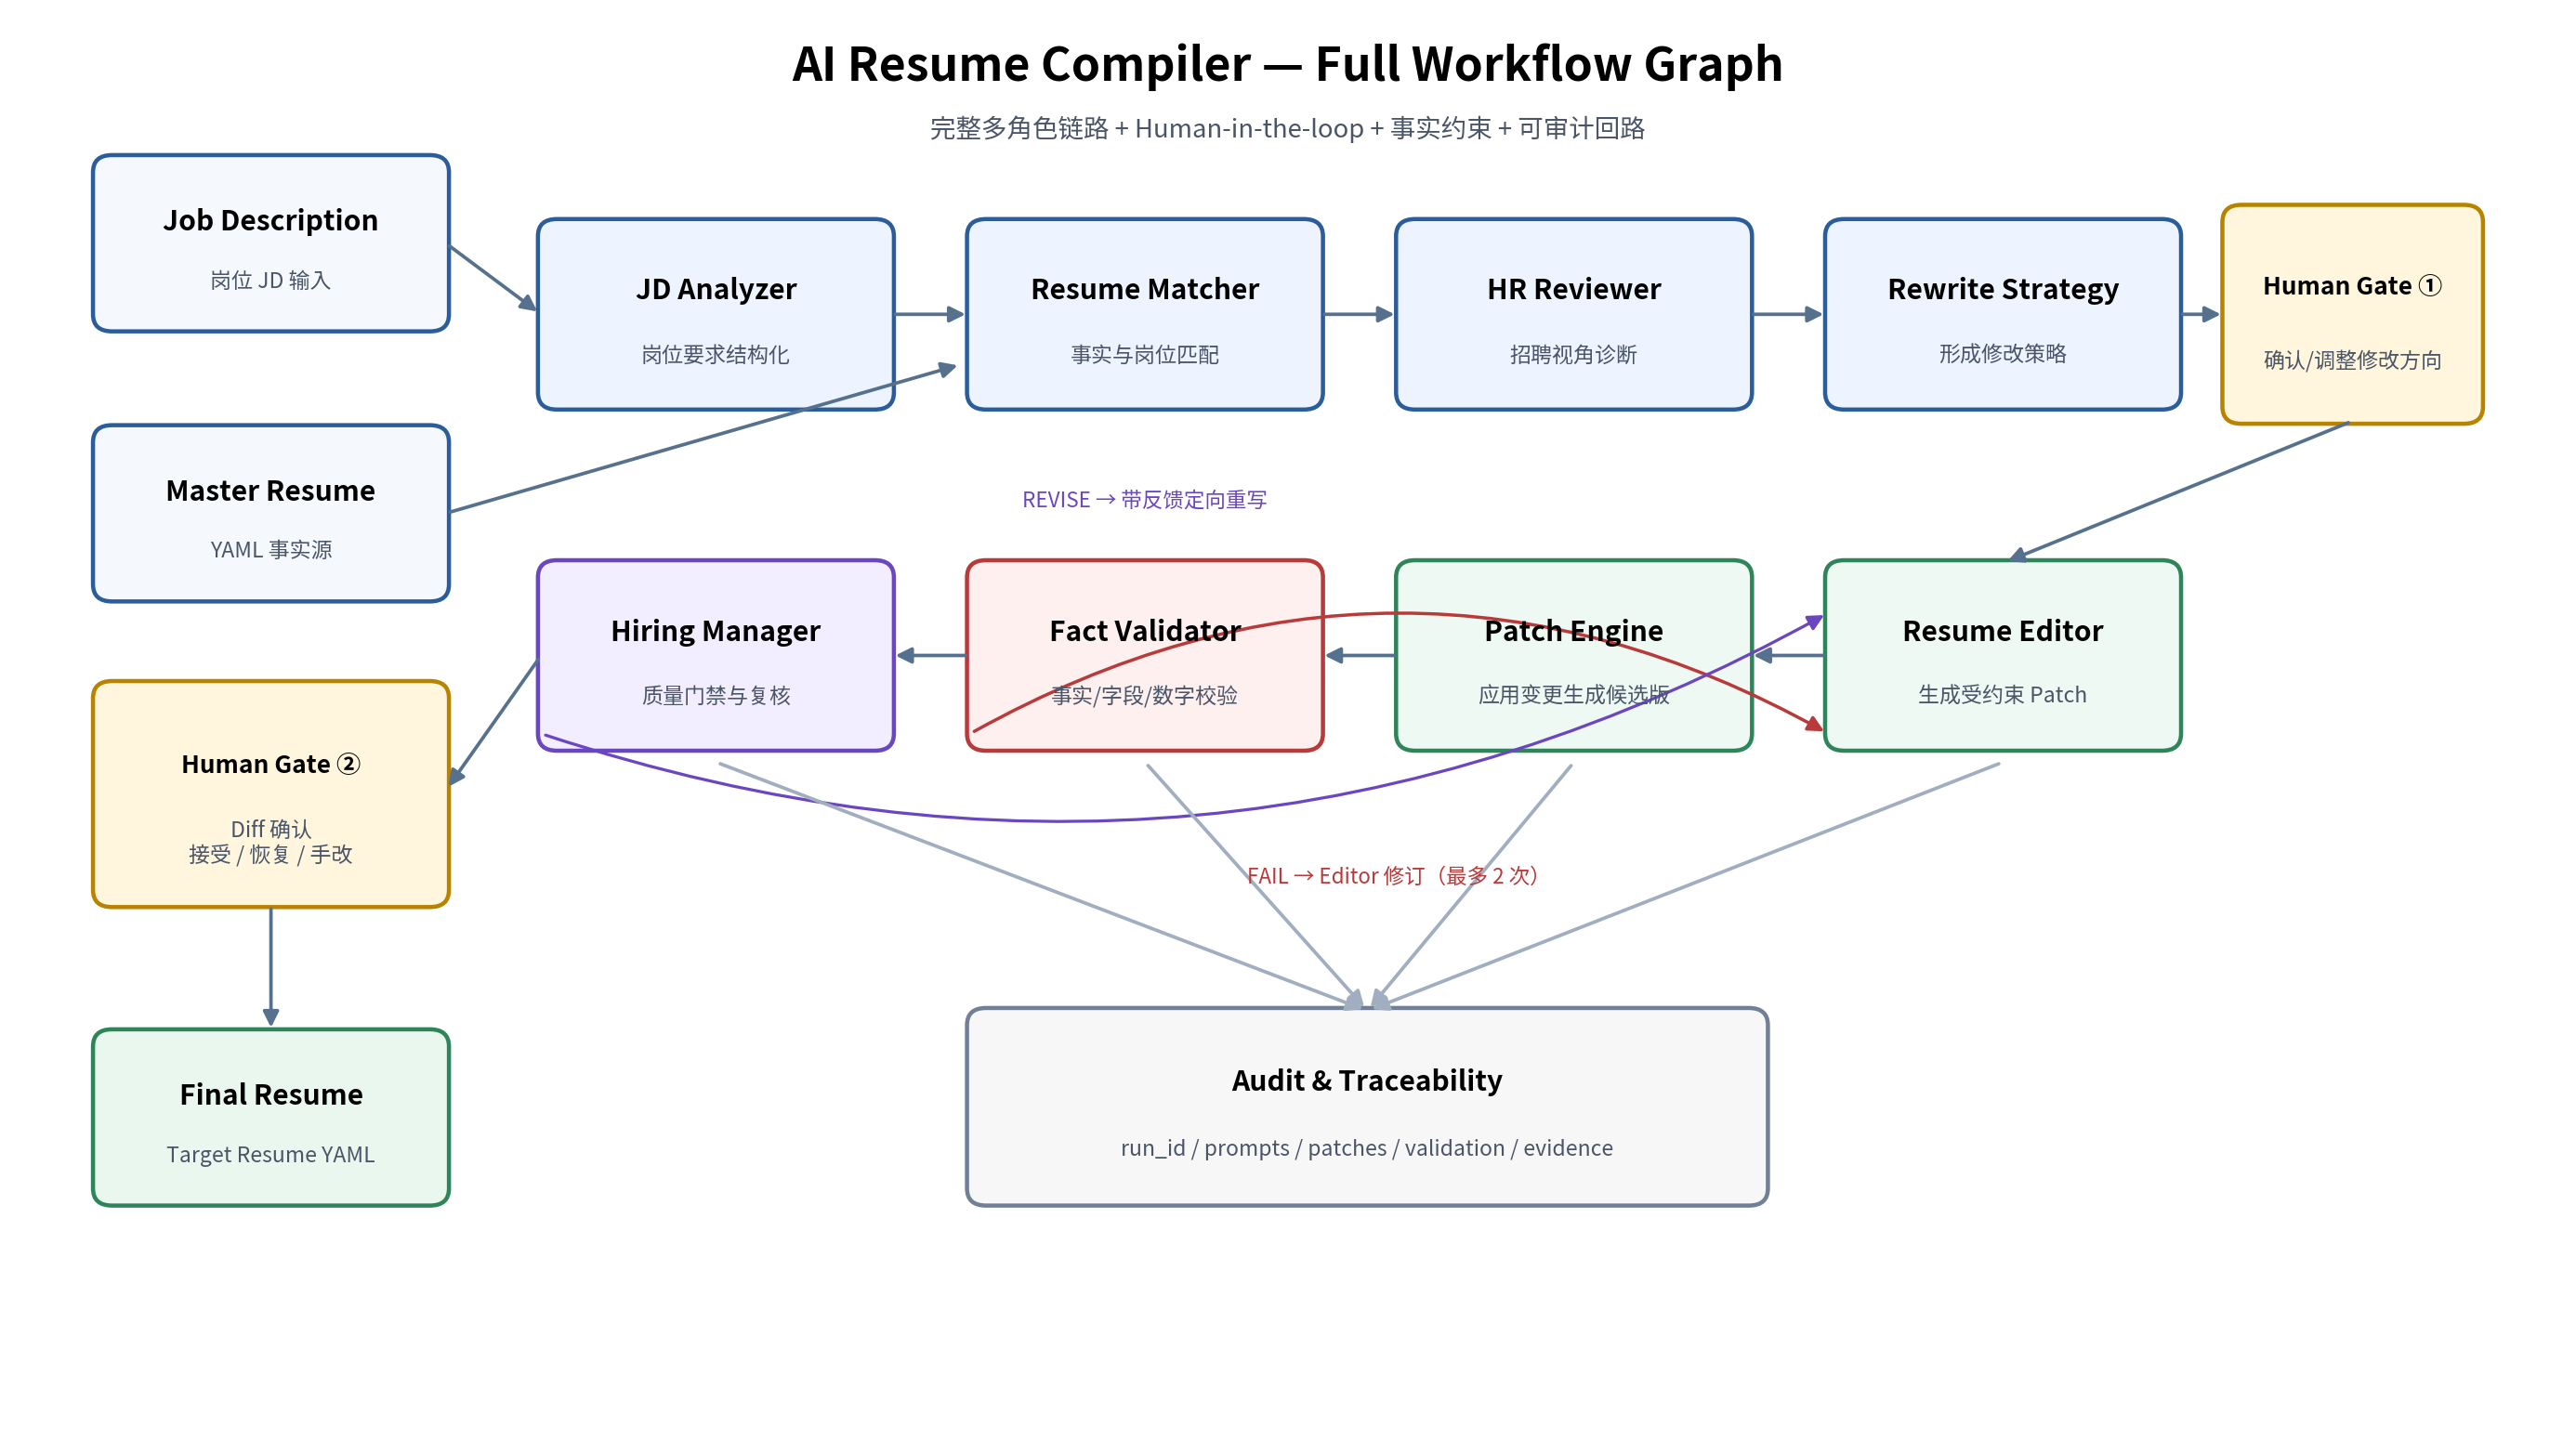 AI Resume Compiler — Full Workflow Graph
完整多角色链路 + Human-in-the-loop + 事实约束 + 可审计回路
Job Description
岗位 JD 输入
JD Analyzer
岗位要求结构化
Resume Matcher
事实与岗位匹配
HR Reviewer
招聘视角诊断
Rewrite Strategy
形成修改策略
Human Gate ①
确认/调整修改方向
Master Resume
YAML 事实源
REVISE → 带反馈定向重写
Hiring Manager
质量门禁与复核
Fact Validator
事实/字段/数字校验
Patch Engine
应用变更生成候选版
Resume Editor
生成受约束 Patch
Human Gate ②
Diff 确认
接受 / 恢复 / 手改
FAIL → Editor 修订（最多 2 次）
Final Resume
Target Resume YAML
Audit & Traceability
run_id / prompts / patches / validation / evidence